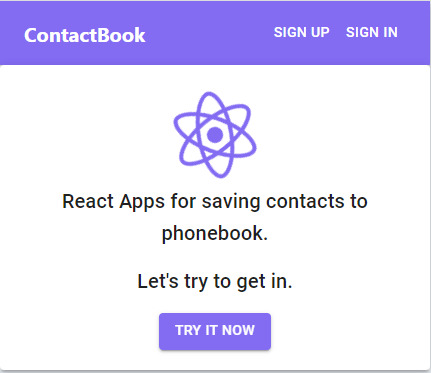 ContactBook SIGN UP SIGN IN
React Apps for saving contacts to
phonebook.
Let's try to get in.
TRY IT NOW